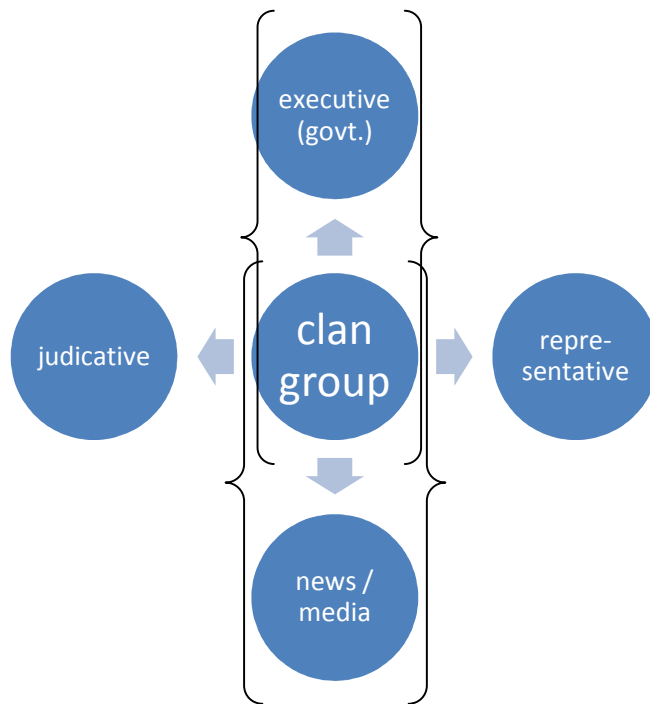 executive
(govt.)
judicative
clan
group
repre-
sentative
news /
media